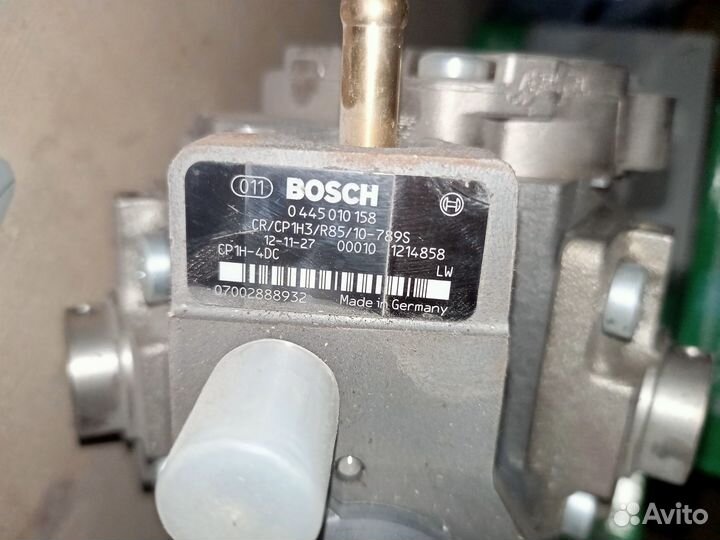 011 BOSCH
0 445 010 158
CR/CP1H3/R85/10-789S
12-11-27 00010 1214858
CP1H-4DC LW
07002888932 Made in Germany
Avito